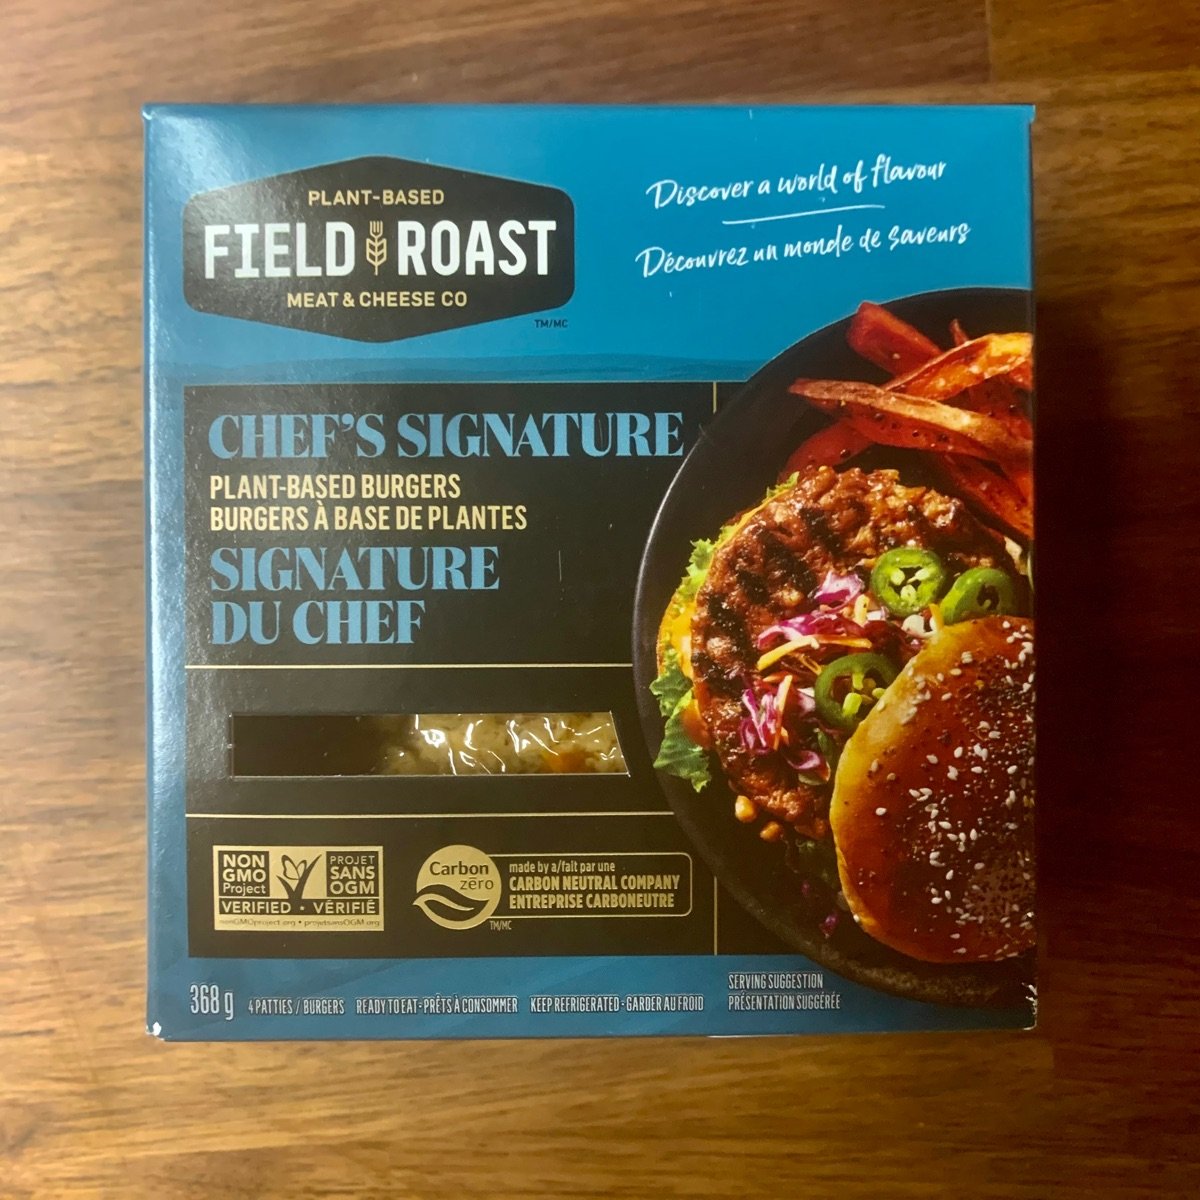 PLANT-BASED
FIELD ROAST
MEAT & CHEESE CO
TM/MC
Discover a world of flavour
Découvrez un monde de saveurs
CHEF'S SIGNATURE
PLANT-BASED BURGERS
BURGERS À BASE DE PLANTES
SIGNATURE
DU CHEF
NON
GMO
Project
PROJET
SANS
OGM
VERIFIED • VÉRIFIÉ
nonGMOproject.org • projetsansOGM.org
Carbon
zero
TM/MC
made by a/fait par une
CARBON NEUTRAL COMPANY
ENTREPRISE CARBONEUTRE
368 g
4 PATTIES / BURGERS
READY TO EAT - PRÊTS À CONSOMMER
KEEP REFRIGERATED - GARDER AU FROID
SERVING SUGGESTION
PRÉSENTATION SUGGÉRÉE